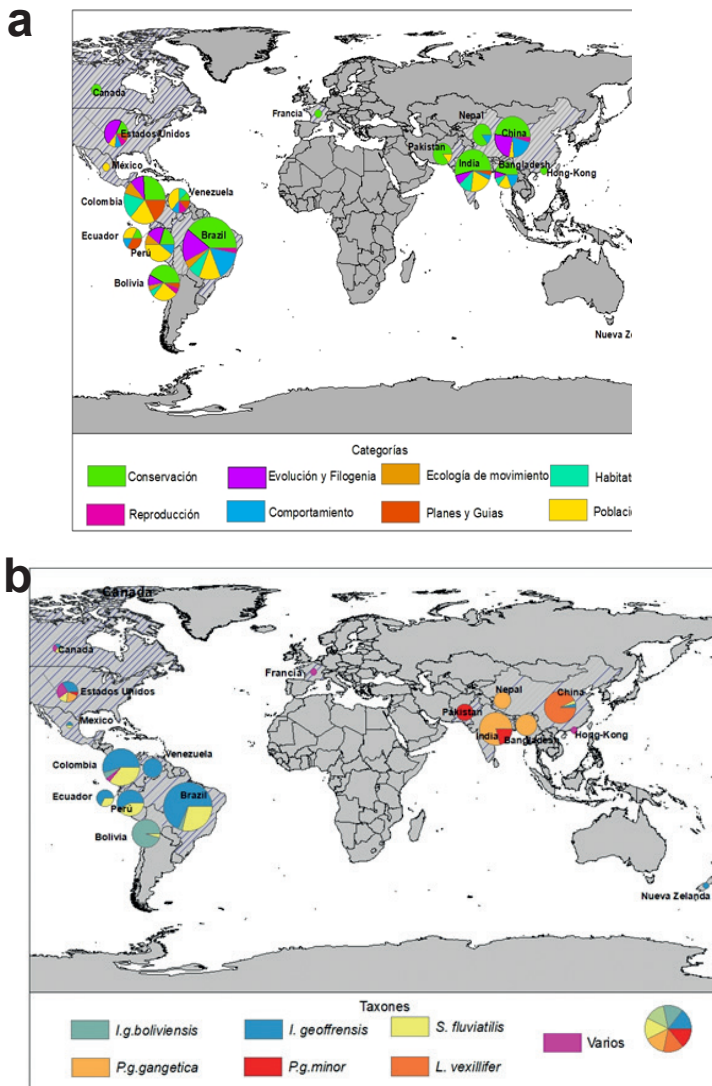 a
Canada
Estados Unidos
México
Francia
Nepal
China
Pakistan
India
Bangladesh
Hong-Kong
Colombia
Venezuela
Ecuador
Perú
Brazil
Bolivia
Nueva Z
Categorías
Conservación
Evolución y Filogenia
Ecología de movimiento
Habitat
Reproducción
Comportamiento
Planes y Guias
Població
b
Canada
Canada
Estados Unidos
Mexico
Francia
Nepal
China
Pakistan
India
Bangladesh
Hong-Kong
Colombia
Venezuela
Ecuador
Perú
Brazil
Bolivia
Nueva Zelanda
Taxones
I.g.boliviensis
I. geoffrensis
S. fluviatilis
Varios
P.g.gangetica
P.g.minor
L. vexillifer